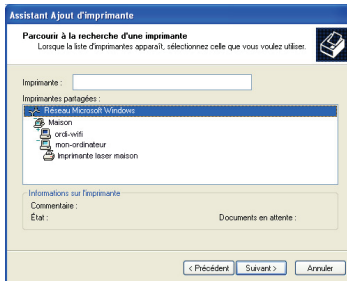 Assistant Ajout d'imprimante
Parcourir à la recherche d'une imprimante
Lorsque la liste d'imprimantes apparaît, sélectionnez celle que vous voulez utiliser.
Imprimante :
Imprimantes partagées :
Réseau Microsoft Windows
Maison
ordi-wifi
mon-ordinateur
Imprimante laser maison
Informations sur l'imprimante
Commentaire :
État :
Documents en attente :
< Précédent
Suivant >
Annuler